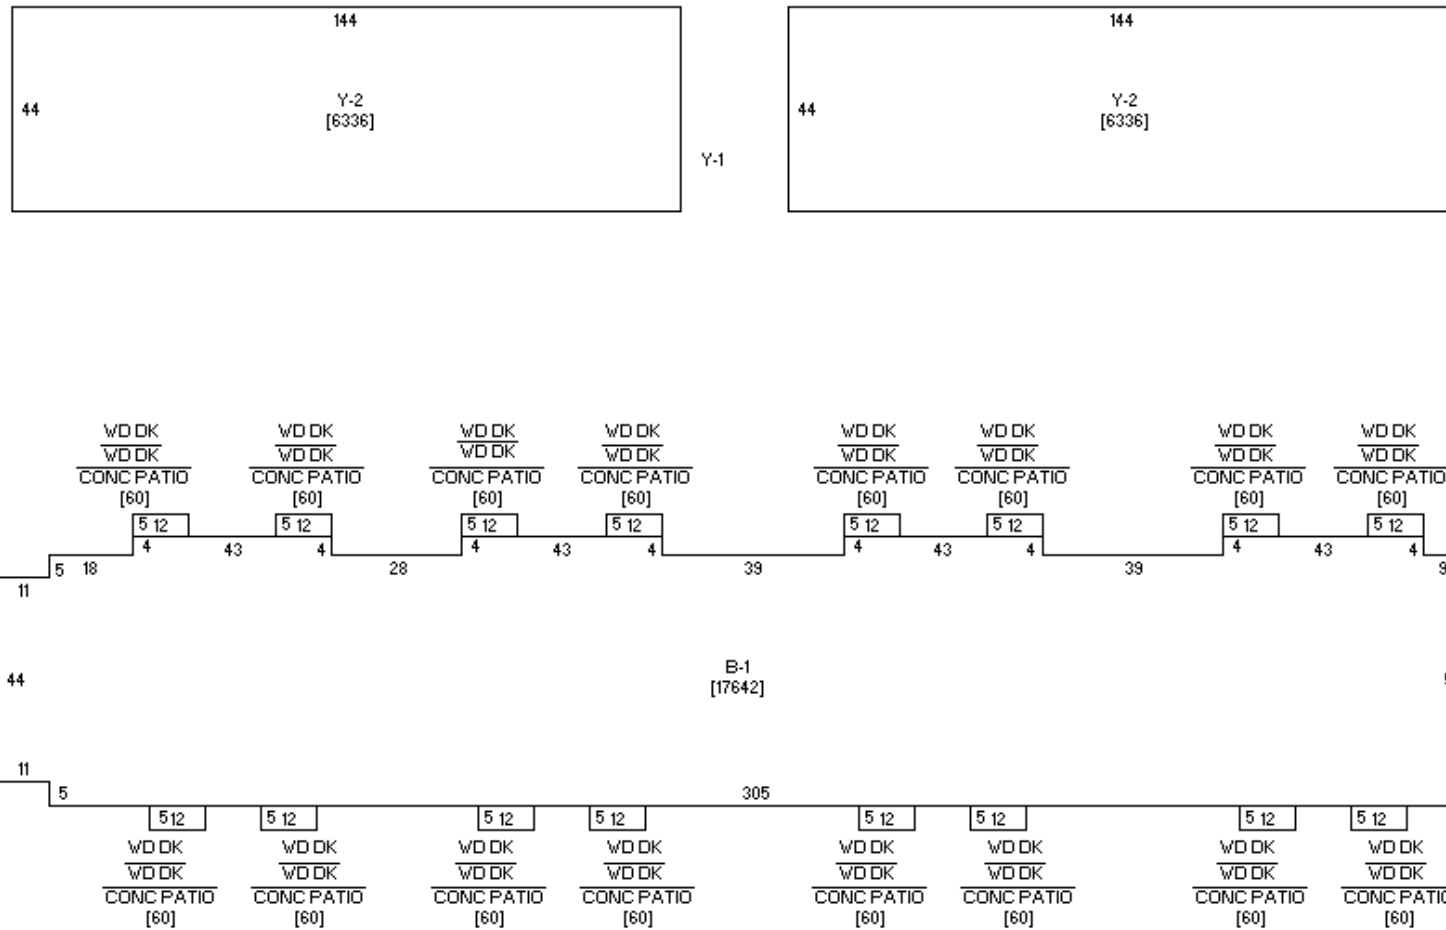 144
144
44
Y-2
[6336]
44
Y-2
[6336]
Y-1
WD DK
WD DK
CONC PATIO
[60]
WD DK
WD DK
CONC PATIO
[60]
WD DK
WD DK
CONC PATIO
[60]
WD DK
WD DK
CONC PATIO
[60]
WD DK
WD DK
CONC PATIO
[60]
WD DK
WD DK
CONC PATIO
[60]
WD DK
WD DK
CONC PATIO
[60]
WD DK
WD DK
CONC PATIO
[60]
5 12
5 12
5 12
5 12
5 12
5 12
5 12
5 12
4 43 4
4 43 4
4 43 4
4 43 4
5 18
28
39
39
9
11
B-1
[17642]
44
11
5
305
5 12
5 12
5 12
5 12
5 12
5 12
5 12
5 12
WD DK
WD DK
CONC PATIO
[60]
WD DK
WD DK
CONC PATIO
[60]
WD DK
WD DK
CONC PATIO
[60]
WD DK
WD DK
CONC PATIO
[60]
WD DK
WD DK
CONC PATIO
[60]
WD DK
WD DK
CONC PATIO
[60]
WD DK
WD DK
CONC PATIO
[60]
WD DK
WD DK
CONC PATIO
[60]